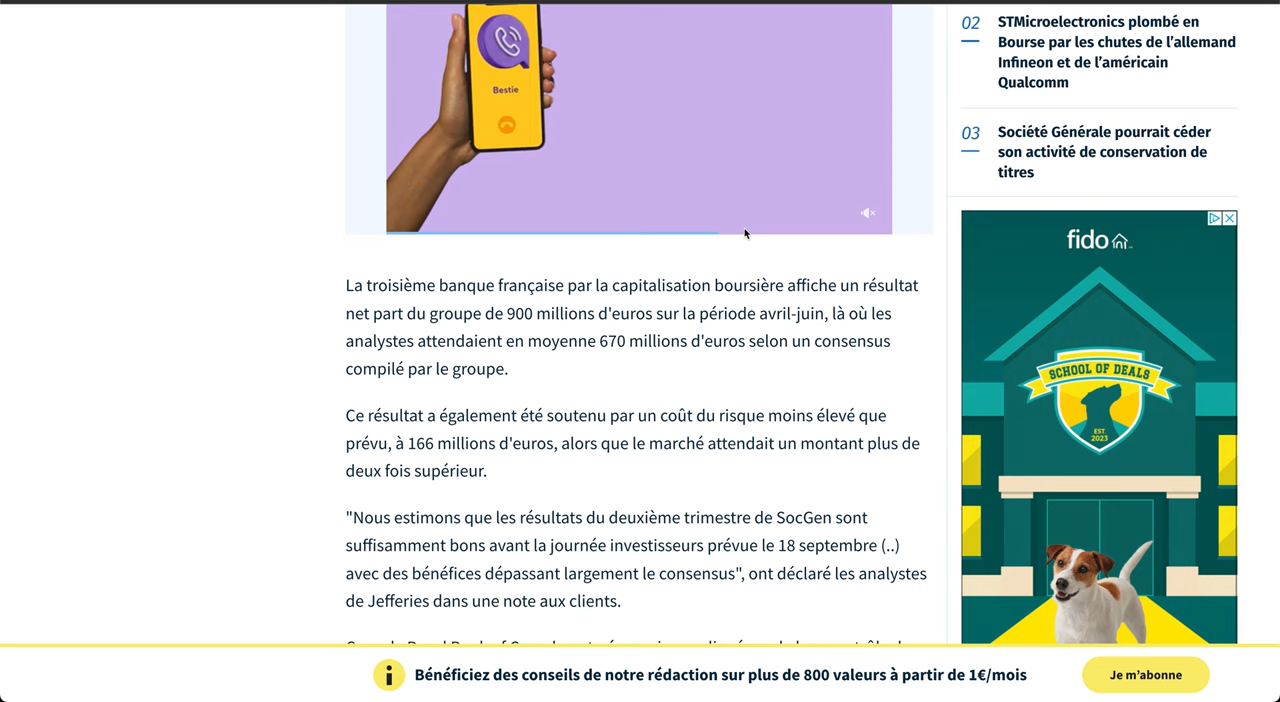 Bestie
La troisième banque française par la capitalisation boursière affiche un résultat
net part du groupe de 900 millions d'euros sur la période avril-juin, là où les
analystes attendaient en moyenne 670 millions d'euros selon un consensus
compilé par le groupe.
Ce résultat a également été soutenu par un coût du risque moins élevé que
prévu, à 166 millions d'euros, alors que le marché attendait un montant plus de
deux fois supérieur.
"Nous estimons que les résultats du deuxième trimestre de SocGen sont
suffisamment bons avant la journée investisseurs prévue le 18 septembre (..)
avec des bénéfices dépassant largement le consensus", ont déclaré les analystes
de Jefferies dans une note aux clients.
02
STMicroelectronics plombé en
Bourse par les chutes de l’allemand
Infineon et de l’américain
Qualcomm
03
Société Générale pourrait céder
son activité de conservation de
titres
fido
SCHOOL OF DEALS
EST.
2023
Bénéficiez des conseils de notre rédaction sur plus de 800 valeurs à partir de 1€/mois
Je m’abonne